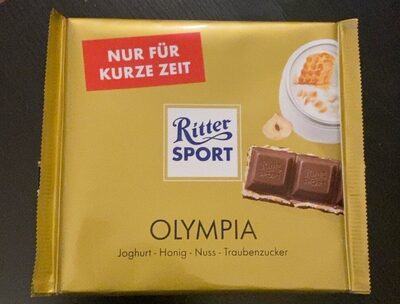 NUR FÜR
KURZE ZEIT
Ritter
SPORT
OLYMPIA
Joghurt - Honig - Nuss - Traubenzucker